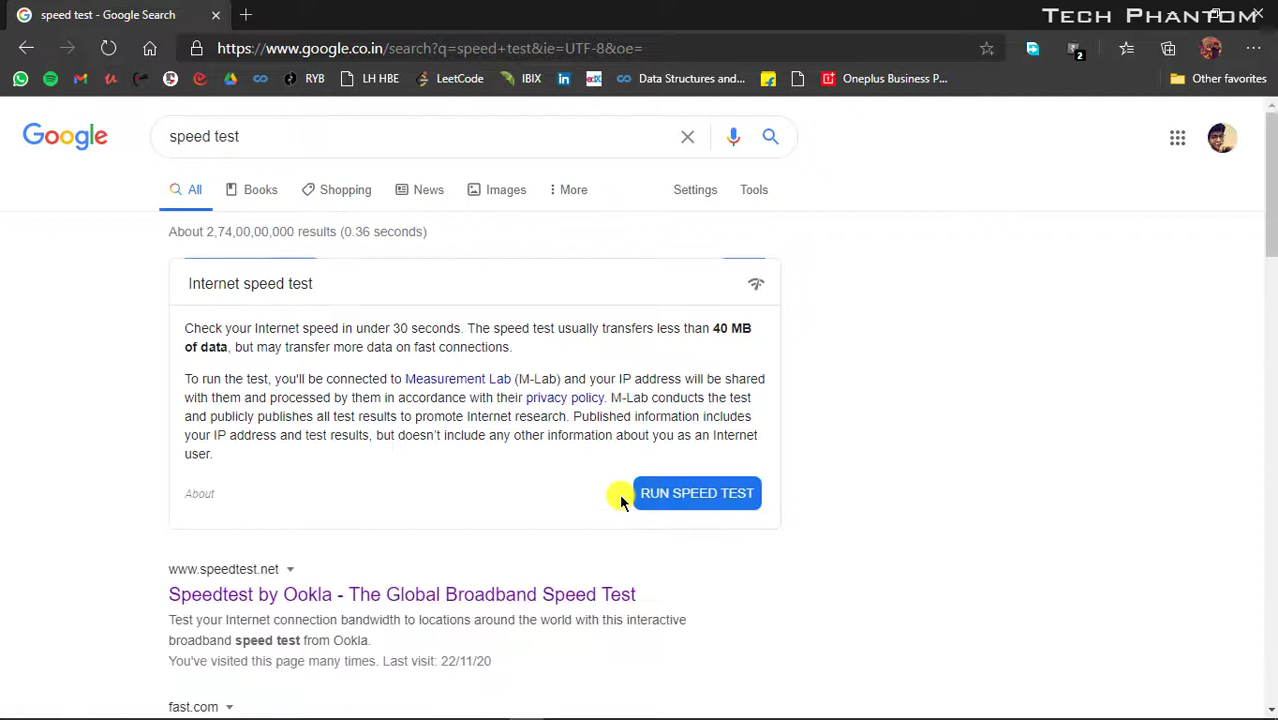 speed test - Google Search
TECH PHANTOM
https://www.google.co.in/search?q=speed+test&ie=UTF-8&oe=
2
RYB
LH HBE
LeetCode
IBIX
Data Structures and...
Oneplus Business P...
Other favorites
Google
speed test
All
Books
Shopping
News
Images
More
Settings
Tools
About 2,74,00,00,000 results (0.36 seconds)
Internet speed test
Check your Internet speed in under 30 seconds. The speed test usually transfers less than 40 MB
of data, but may transfer more data on fast connections.
To run the test, you'll be connected to Measurement Lab (M-Lab) and your IP address will be shared
with them and processed by them in accordance with their privacy policy. M-Lab conducts the test
and publicly publishes all test results to promote Internet research. Published information includes
your IP address and test results, but doesn't include any other information about you as an Internet
user.
About
RUN SPEED TEST
www.speedtest.net
Speedtest by Ookla - The Global Broadband Speed Test
Test your Internet connection bandwidth to locations around the world with this interactive
broadband speed test from Ookla.
You've visited this page many times. Last visit: 22/11/20
fast.com